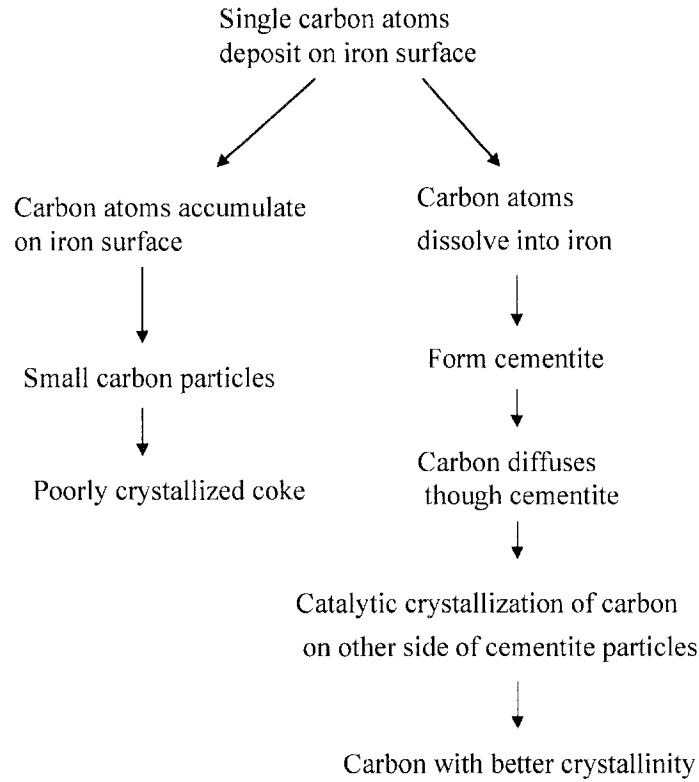 Single carbon atoms
deposit on iron surface
Carbon atoms accumulate
on iron surface
Small carbon particles
Poorly crystallized coke
Carbon atoms
dissolve into iron
Form cementite
Carbon diffuses
though cementite
Catalytic crystallization of carbon
on other side of cementite particles
Carbon with better crystallinity